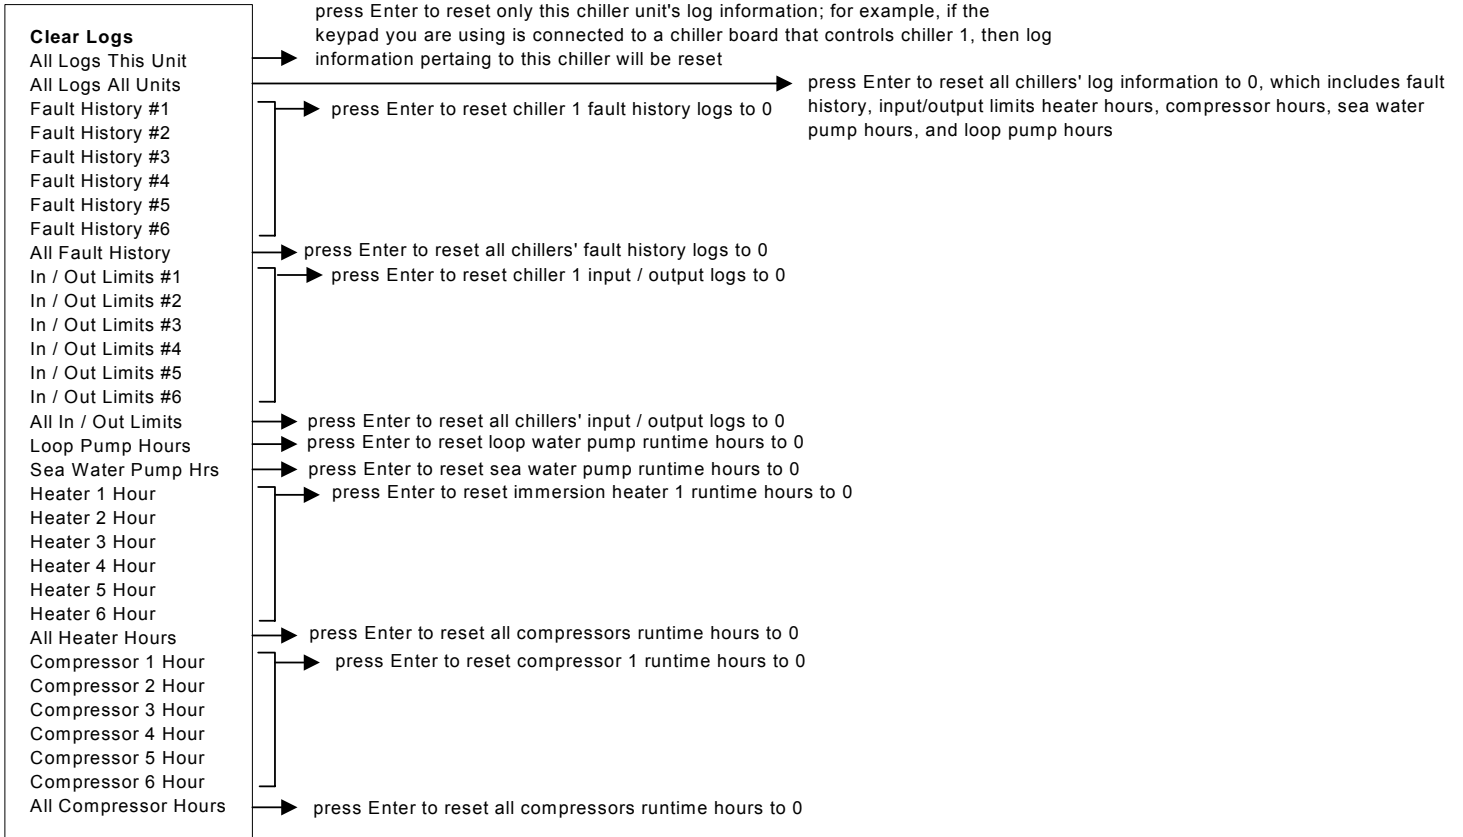 press Enter to reset only this chiller unit's log information; for example, if the
keypad you are using is connected to a chiller board that controls chiller 1, then log
information pertaing to this chiller will be reset
Clear Logs
All Logs This Unit
All Logs All Units
press Enter to reset all chillers' log information to 0, which includes fault
history, input/output limits heater hours, compressor hours, sea water
pump hours, and loop pump hours
Fault History #1
press Enter to reset chiller 1 fault history logs to 0
Fault History #2
Fault History #3
Fault History #4
Fault History #5
Fault History #6
All Fault History
press Enter to reset all chillers' fault history logs to 0
In / Out Limits #1
press Enter to reset chiller 1 input / output logs to 0
In / Out Limits #2
In / Out Limits #3
In / Out Limits #4
In / Out Limits #5
In / Out Limits #6
All In / Out Limits
press Enter to reset all chillers' input / output logs to 0
Loop Pump Hours
press Enter to reset loop water pump runtime hours to 0
Sea Water Pump Hrs
press Enter to reset sea water pump runtime hours to 0
Heater 1 Hour
press Enter to reset immersion heater 1 runtime hours to 0
Heater 2 Hour
Heater 3 Hour
Heater 4 Hour
Heater 5 Hour
Heater 6 Hour
All Heater Hours
press Enter to reset all compressors runtime hours to 0
Compressor 1 Hour
press Enter to reset compressor 1 runtime hours to 0
Compressor 2 Hour
Compressor 3 Hour
Compressor 4 Hour
Compressor 5 Hour
Compressor 6 Hour
All Compressor Hours
press Enter to reset all compressors runtime hours to 0